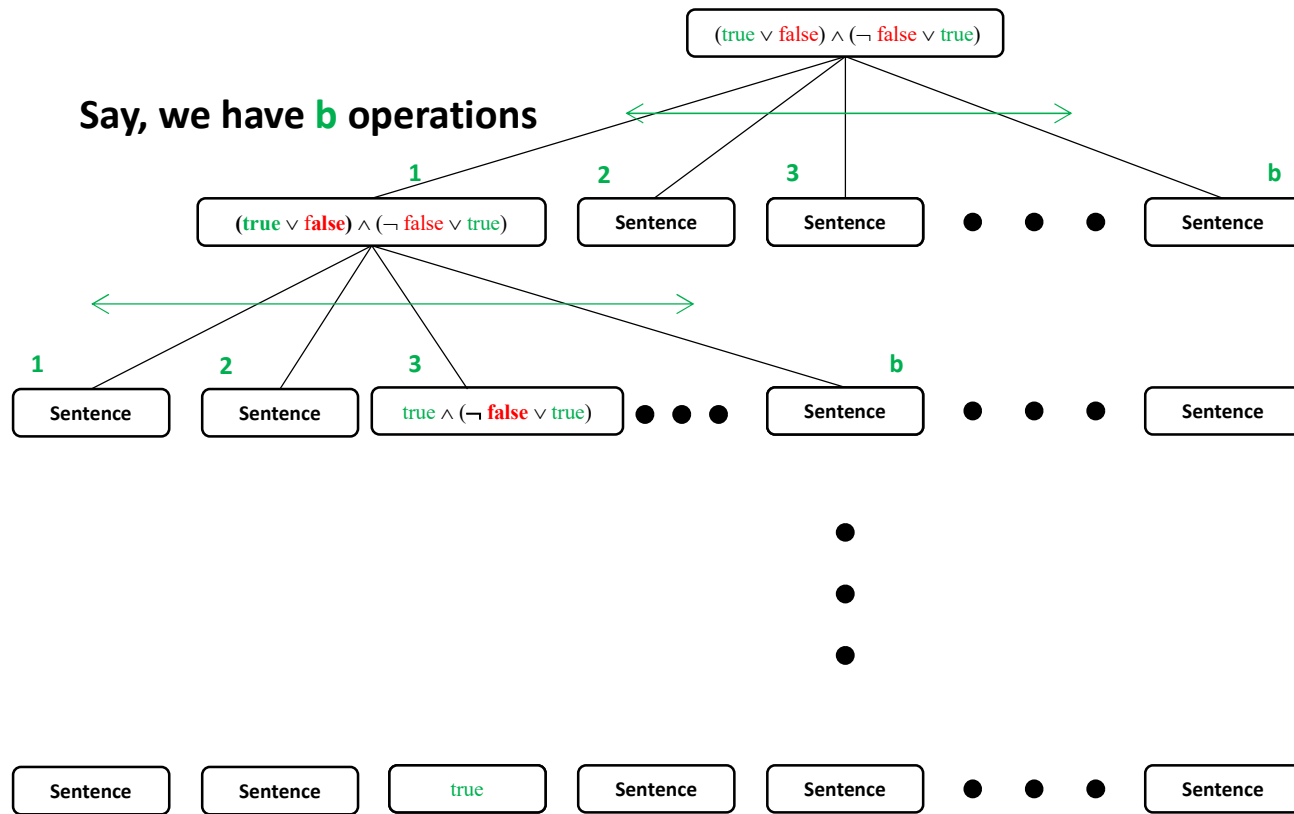 (true ∨ false) ∧ (¬ false ∨ true)
Say, we have b operations
1 2 3 b
(true ∨ false) ∧ (¬ false ∨ true) Sentence Sentence Sentence
1 2 3 b
Sentence Sentence true ∧ (¬ false ∨ true) Sentence Sentence
Sentence Sentence true Sentence Sentence Sentence